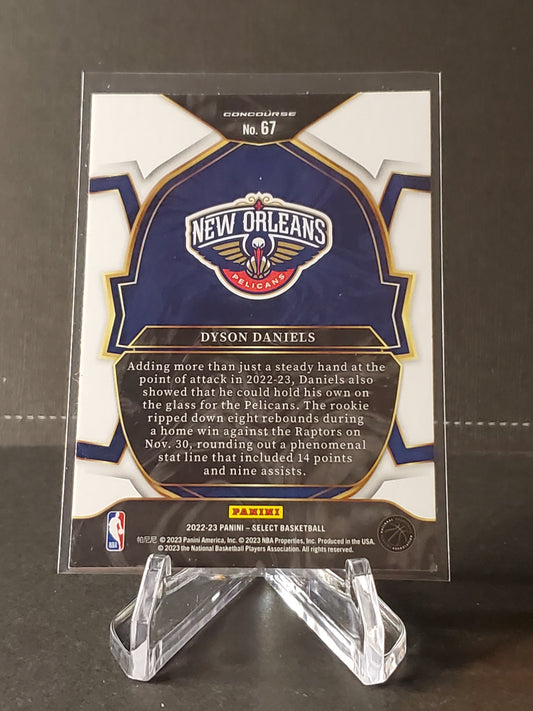 CONCOURSE
No. 67
NEW ORLEANS
PELICANS
DYSON DANIELS
Adding more than just a steady hand at the
point of attack in 2022-23, Daniels also
showed that he could hold his own on
the glass for the Pelicans. The rookie
ripped down eight rebounds during
a home win against the Raptors on
Nov. 30, rounding out a phenomenal
stat line that included 14 points
and nine assists.
PANINI
2022-23 PANINI – SELECT BASKETBALL
NBA
帕尼尼 © 2023 Panini America, Inc. © 2023 NBA Properties, Inc. Produced in the USA.
© 2023 the National Basketball Players Association. All rights reserved.